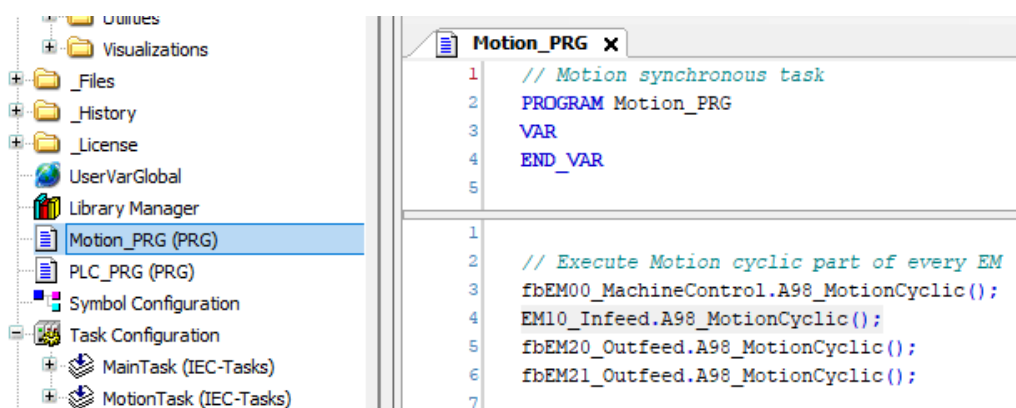 Utilities
Visualizations
_Files
_History
_License
UserVarGlobal
Library Manager
Motion_PRG (PRG)
PLC_PRG (PRG)
Symbol Configuration
Task Configuration
MainTask (IEC-Tasks)
MotionTask (IEC-Tasks)
Motion_PRG X
1 // Motion synchronous task
2 PROGRAM Motion_PRG
3 VAR
4 END_VAR
5
1
2 // Execute Motion cyclic part of every EM
3 fbEM00_MachineControl.A98_MotionCyclic();
4 EM10_Infeed.A98_MotionCyclic();
5 fbEM20_Outfeed.A98_MotionCyclic();
6 fbEM21_Outfeed.A98_MotionCyclic();
7